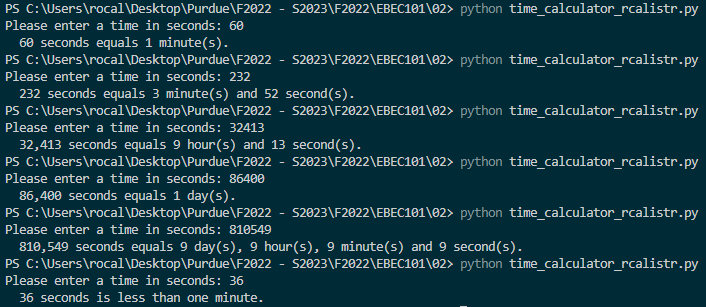 PS C:\Users\rocal\Desktop\Purdue\F2022 - S2023\F2022\EBEC101\02> python time_calculator_rcalistr.py
Please enter a time in seconds: 60
  60 seconds equals 1 minute(s).
PS C:\Users\rocal\Desktop\Purdue\F2022 - S2023\F2022\EBEC101\02> python time_calculator_rcalistr.py
Please enter a time in seconds: 232
  232 seconds equals 3 minute(s) and 52 second(s).
PS C:\Users\rocal\Desktop\Purdue\F2022 - S2023\F2022\EBEC101\02> python time_calculator_rcalistr.py
Please enter a time in seconds: 32413
  32,413 seconds equals 9 hour(s) and 13 second(s).
PS C:\Users\rocal\Desktop\Purdue\F2022 - S2023\F2022\EBEC101\02> python time_calculator_rcalistr.py
Please enter a time in seconds: 86400
  86,400 seconds equals 1 day(s).
PS C:\Users\rocal\Desktop\Purdue\F2022 - S2023\F2022\EBEC101\02> python time_calculator_rcalistr.py
Please enter a time in seconds: 810549
  810,549 seconds equals 9 day(s), 9 hour(s), 9 minute(s) and 9 second(s).
PS C:\Users\rocal\Desktop\Purdue\F2022 - S2023\F2022\EBEC101\02> python time_calculator_rcalistr.py
Please enter a time in seconds: 36
  36 seconds is less than one minute.